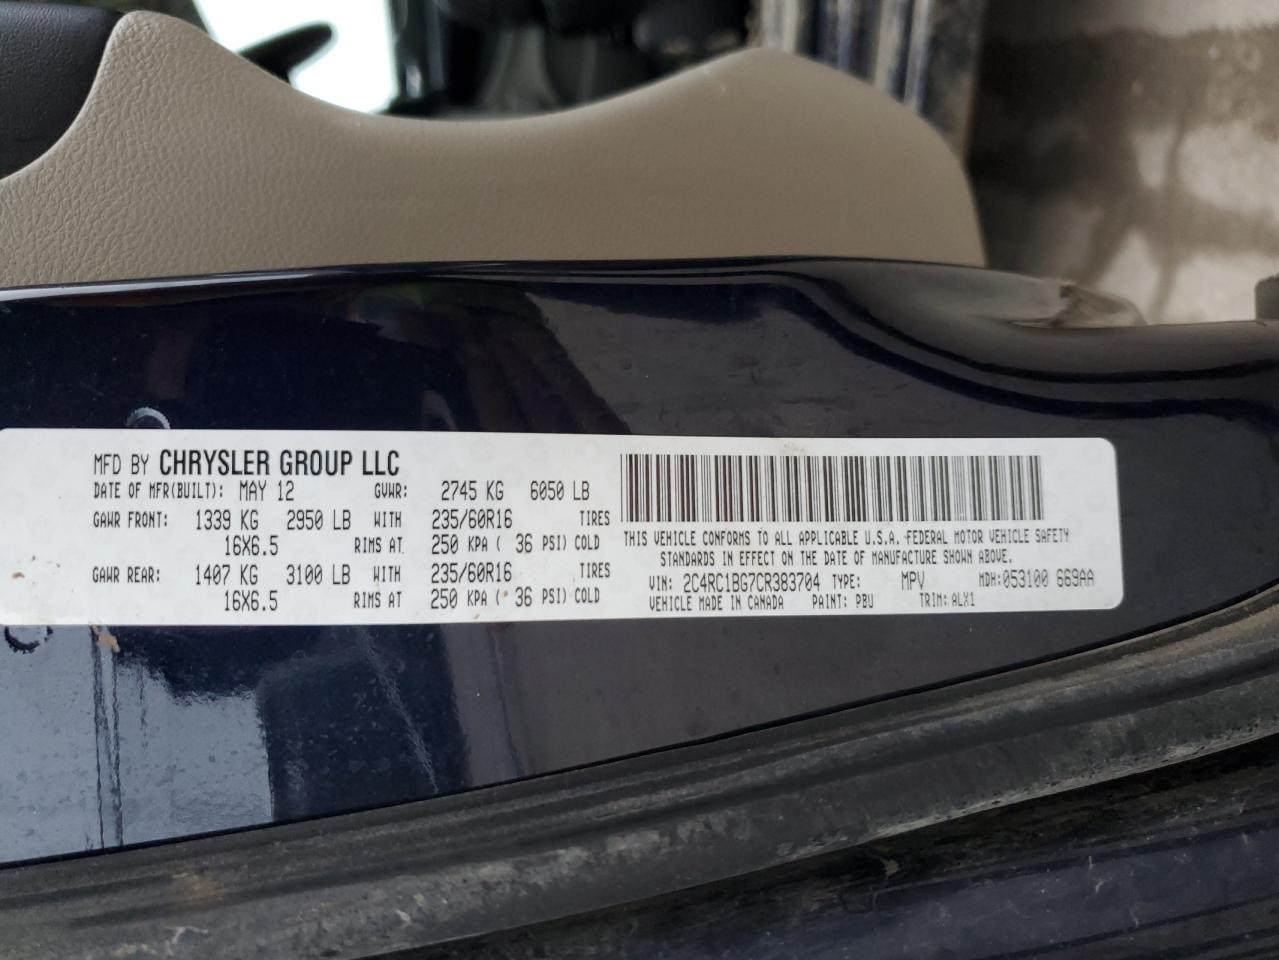 MFD BY CHRYSLER GROUP LLC
DATE OF MFR(BUILT): MAY 12 GVWR: 2745 KG 6050 LB
GAWR FRONT: 1339 KG 2950 LB WITH 235/60R16 TIRES
16X6.5 RIMS AT 250 KPA ( 36 PSI) COLD
GAWR REAR: 1407 KG 3100 LB WITH 235/60R16 TIRES
16X6.5 RIMS AT 250 KPA ( 36 PSI) COLD
THIS VEHICLE CONFORMS TO ALL APPLICABLE U.S.A. FEDERAL MOTOR VEHICLE SAFETY
STANDARDS IN EFFECT ON THE DATE OF MANUFACTURE SHOWN ABOVE.
VIN: 2C4RC1BG7CR383704 TYPE: MPV MDH:053100 669AA
VEHICLE MADE IN CANADA PAINT: PBU TRIM: ALX1